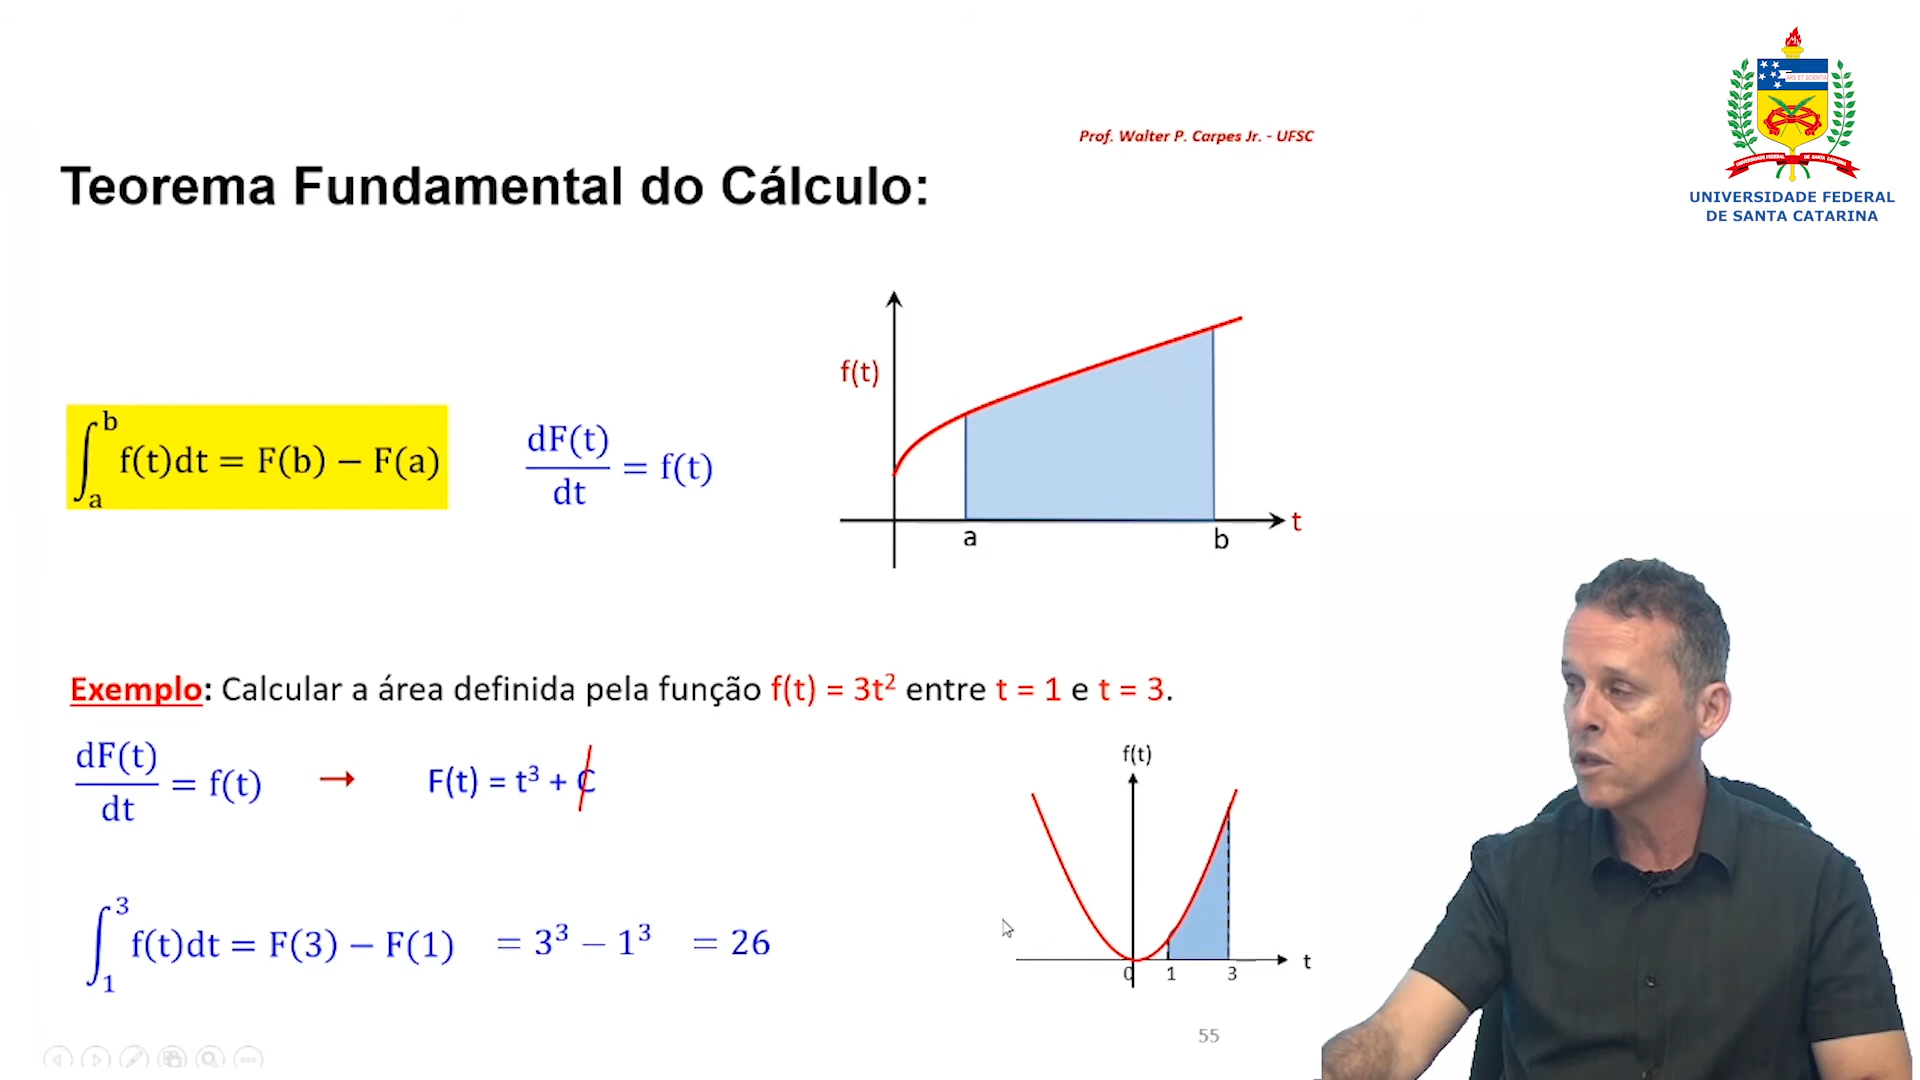 Prof. Walter P. Carpes Jr. - UFSC
UNIVERSIDADE FEDERAL
DE SANTA CATARINA
Teorema Fundamental do Cálculo:
∫ₐᵇ f(t)dt = F(b) − F(a)
dF(t)/dt = f(t)
f(t)
t
a
b
Exemplo: Calcular a área definida pela função f(t) = 3t² entre t = 1 e t = 3.
dF(t)/dt = f(t) → F(t) = t³ + C
f(t)
∫₁³ f(t)dt = F(3) − F(1) = 3³ − 1³ = 26
t
0 1 3
55